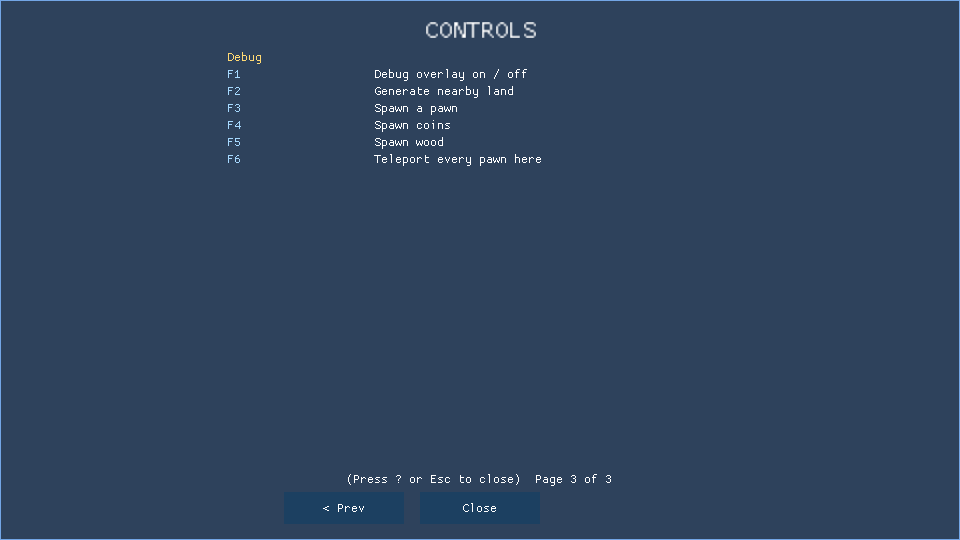 CONTROLS
Debug
F1 Debug overlay on / off
F2 Generate nearby land
F3 Spawn a pawn
F4 Spawn coins
F5 Spawn wood
F6 Teleport every pawn here
(Press ? or Esc to close) Page 3 of 3
< Prev Close